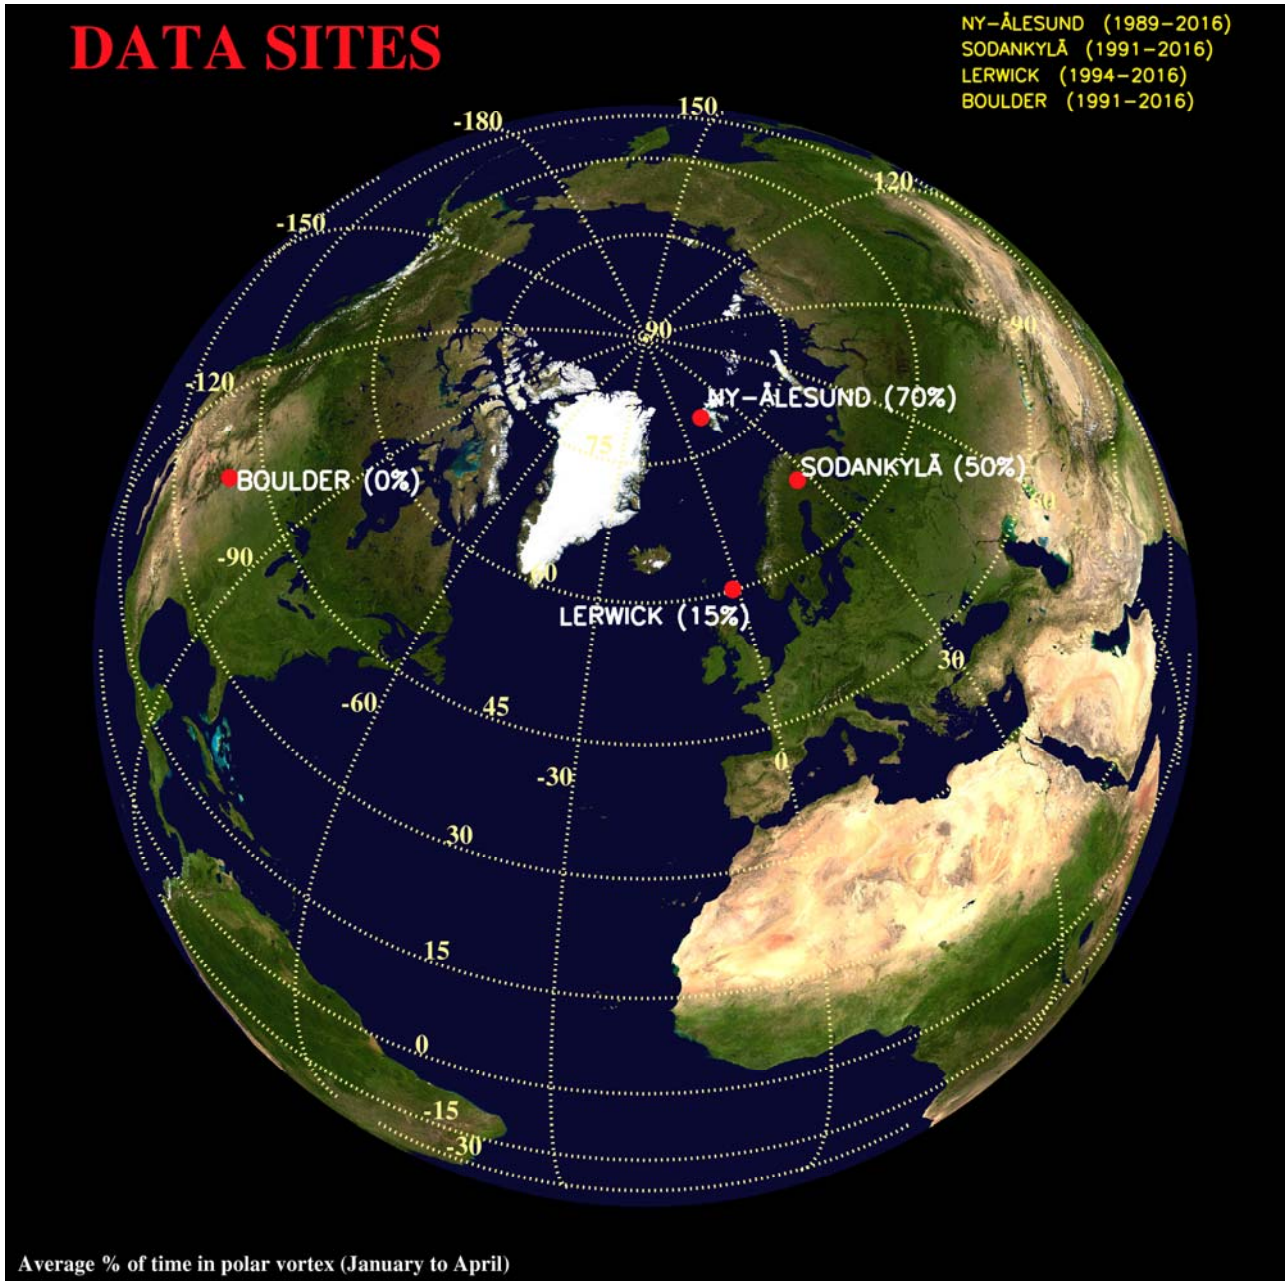 DATA SITES
NY-ÅLESUND (1989-2016)
SODANKYLÄ (1991-2016)
LERWICK (1994-2016)
BOULDER (1991-2016)
150
-180
120
-150
90
90
-120
NY-ÅLESUND (70%)
75
SODANKYLÄ (50%)
BOULDER (0%)
-90
LERWICK (15%)
30
-60
45
0
-30
30
15
0
-15
-30
Average % of time in polar vortex (January to April)